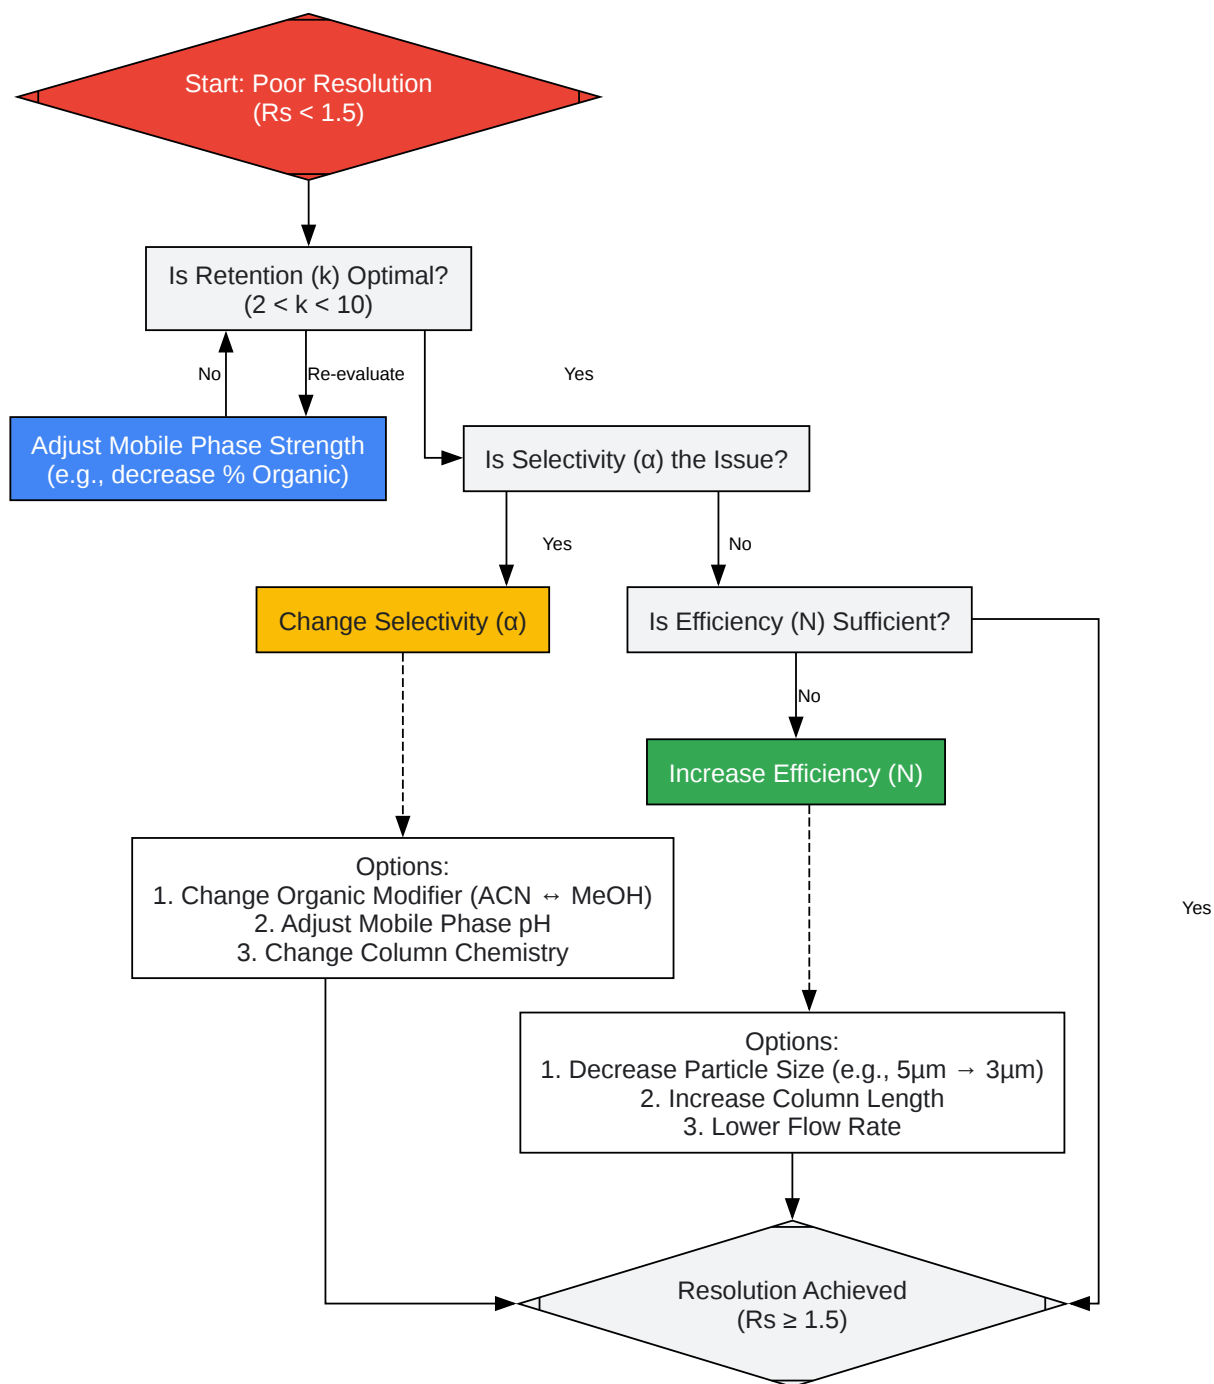 Start: Poor Resolution
(Rs < 1.5)
Is Retention (k) Optimal?
(2 < k < 10)
No
Re-evaluate
Yes
Adjust Mobile Phase Strength
(e.g., decrease % Organic)
Is Selectivity (α) the Issue?
Yes
No
Change Selectivity (α)
Is Efficiency (N) Sufficient?
No
Increase Efficiency (N)
Options:
1. Change Organic Modifier (ACN ↔ MeOH)
2. Adjust Mobile Phase pH
3. Change Column Chemistry
Yes
Options:
1. Decrease Particle Size (e.g., 5µm → 3µm)
2. Increase Column Length
3. Lower Flow Rate
Resolution Achieved
(Rs ≥ 1.5)